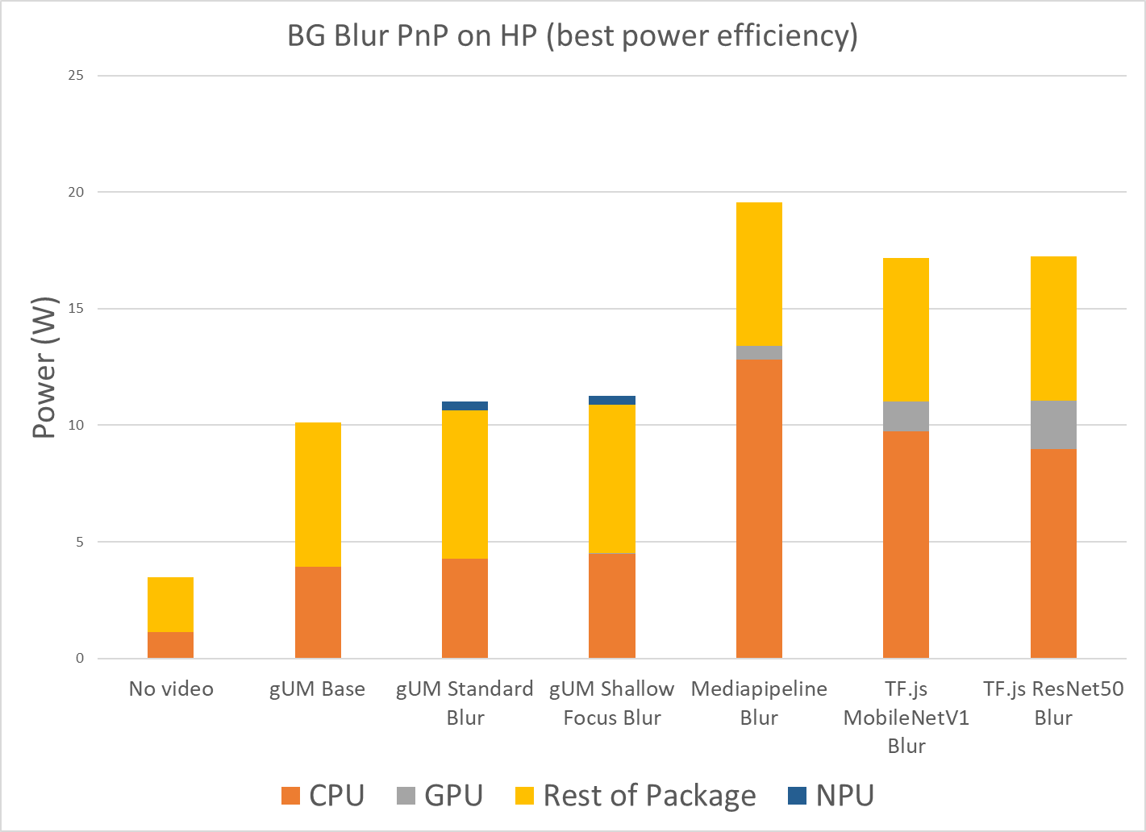 BG Blur PnP on HP (best power efficiency)
25
20
15
10
5
0
Power (W)
No video
gUM Base
gUM Standard
Blur
gUM Shallow
Focus Blur
Mediapipeline
Blur
TF.js
MobileNetV1
Blur
TF.js ResNet50
Blur
CPU
GPU
Rest of Package
NPU